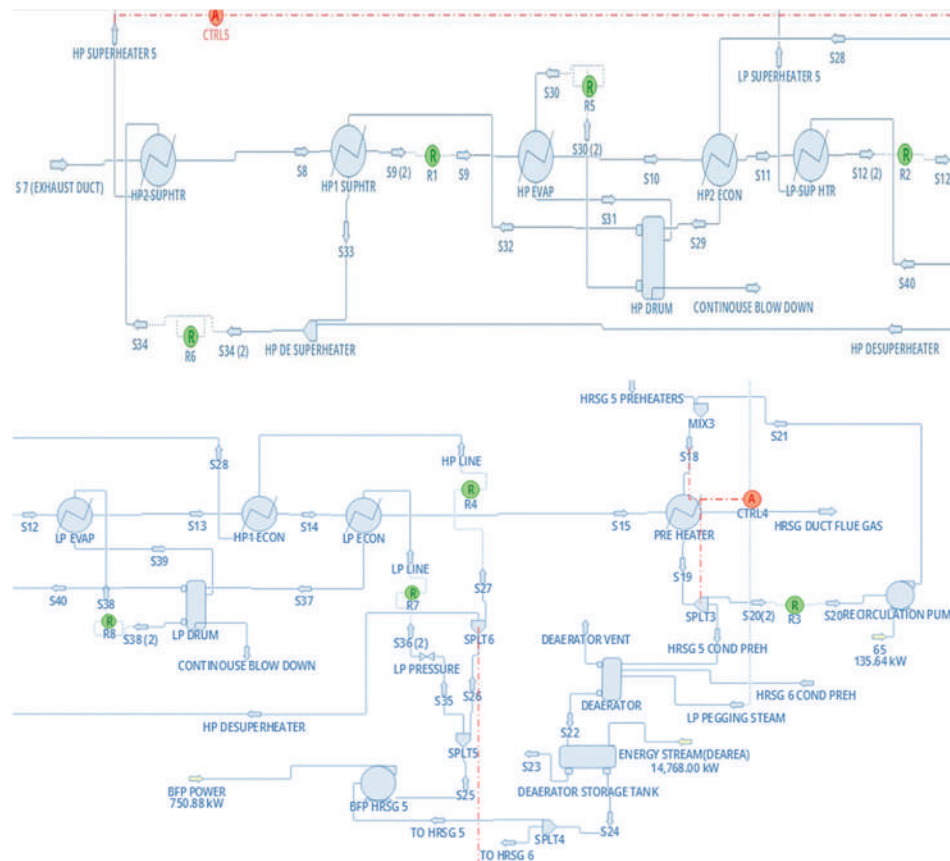 CTRL5
HP SUPERHEATER 5
LP SUPERHEATER 5
S28
S30
R
R5
S30(2)
S 7 (EXHAUST DUCT)
HP2 SUPHTR
S8
HP1 SUPHTR
S9 (2)
R
R1
S9
HP EVAP
S10
HP2 ECON
S11
LP-SUP HTR
S12 (2)
R
R2
S12
S31
S32
S33
S29
S40
HP DRUM
CONTINOUSE BLOW DOWN
S34
R
R6
S34 (2)
HP DE SUPERHEATER
HP DESUPERHEATER
HRSG 5 PREHEATERS
MIX3
S21
S18
S28
HP LINE
R
R4
A
CTRL4
S12
LP EVAP
S13
HP1 ECON
S14
LP ECON
S15
PRE HEATER
HRSG DUCT FLUE GAS
S39
LP LINE
S27
S19
S40
S38
S37
R
R7
R
R8
S38(2)
LP DRUM
S36 (2)
SPLT6
SPLT3
S20(2)
R
R3
S20
RECIRCULATION PUM
65
135.64 kW
CONTINOUSE BLOW DOWN
LP PRESSURE
S26
S35
DEAERATOR VENT
HRSG 5 COND PREH
HRSG 6 COND PREH
DEAERATOR
LP PEGGING STEAM
HP DESUPERHEATER
SPLT5
S22
ENERGY STREAM(DEAREA)
14,768.00 kW
S23
DEAERATOR STORAGE TANK
S25
BFP POWER
750.88 kW
BFP HRSG 5
TO HRSG 5
SPLT4
S24
TO HRSG 6